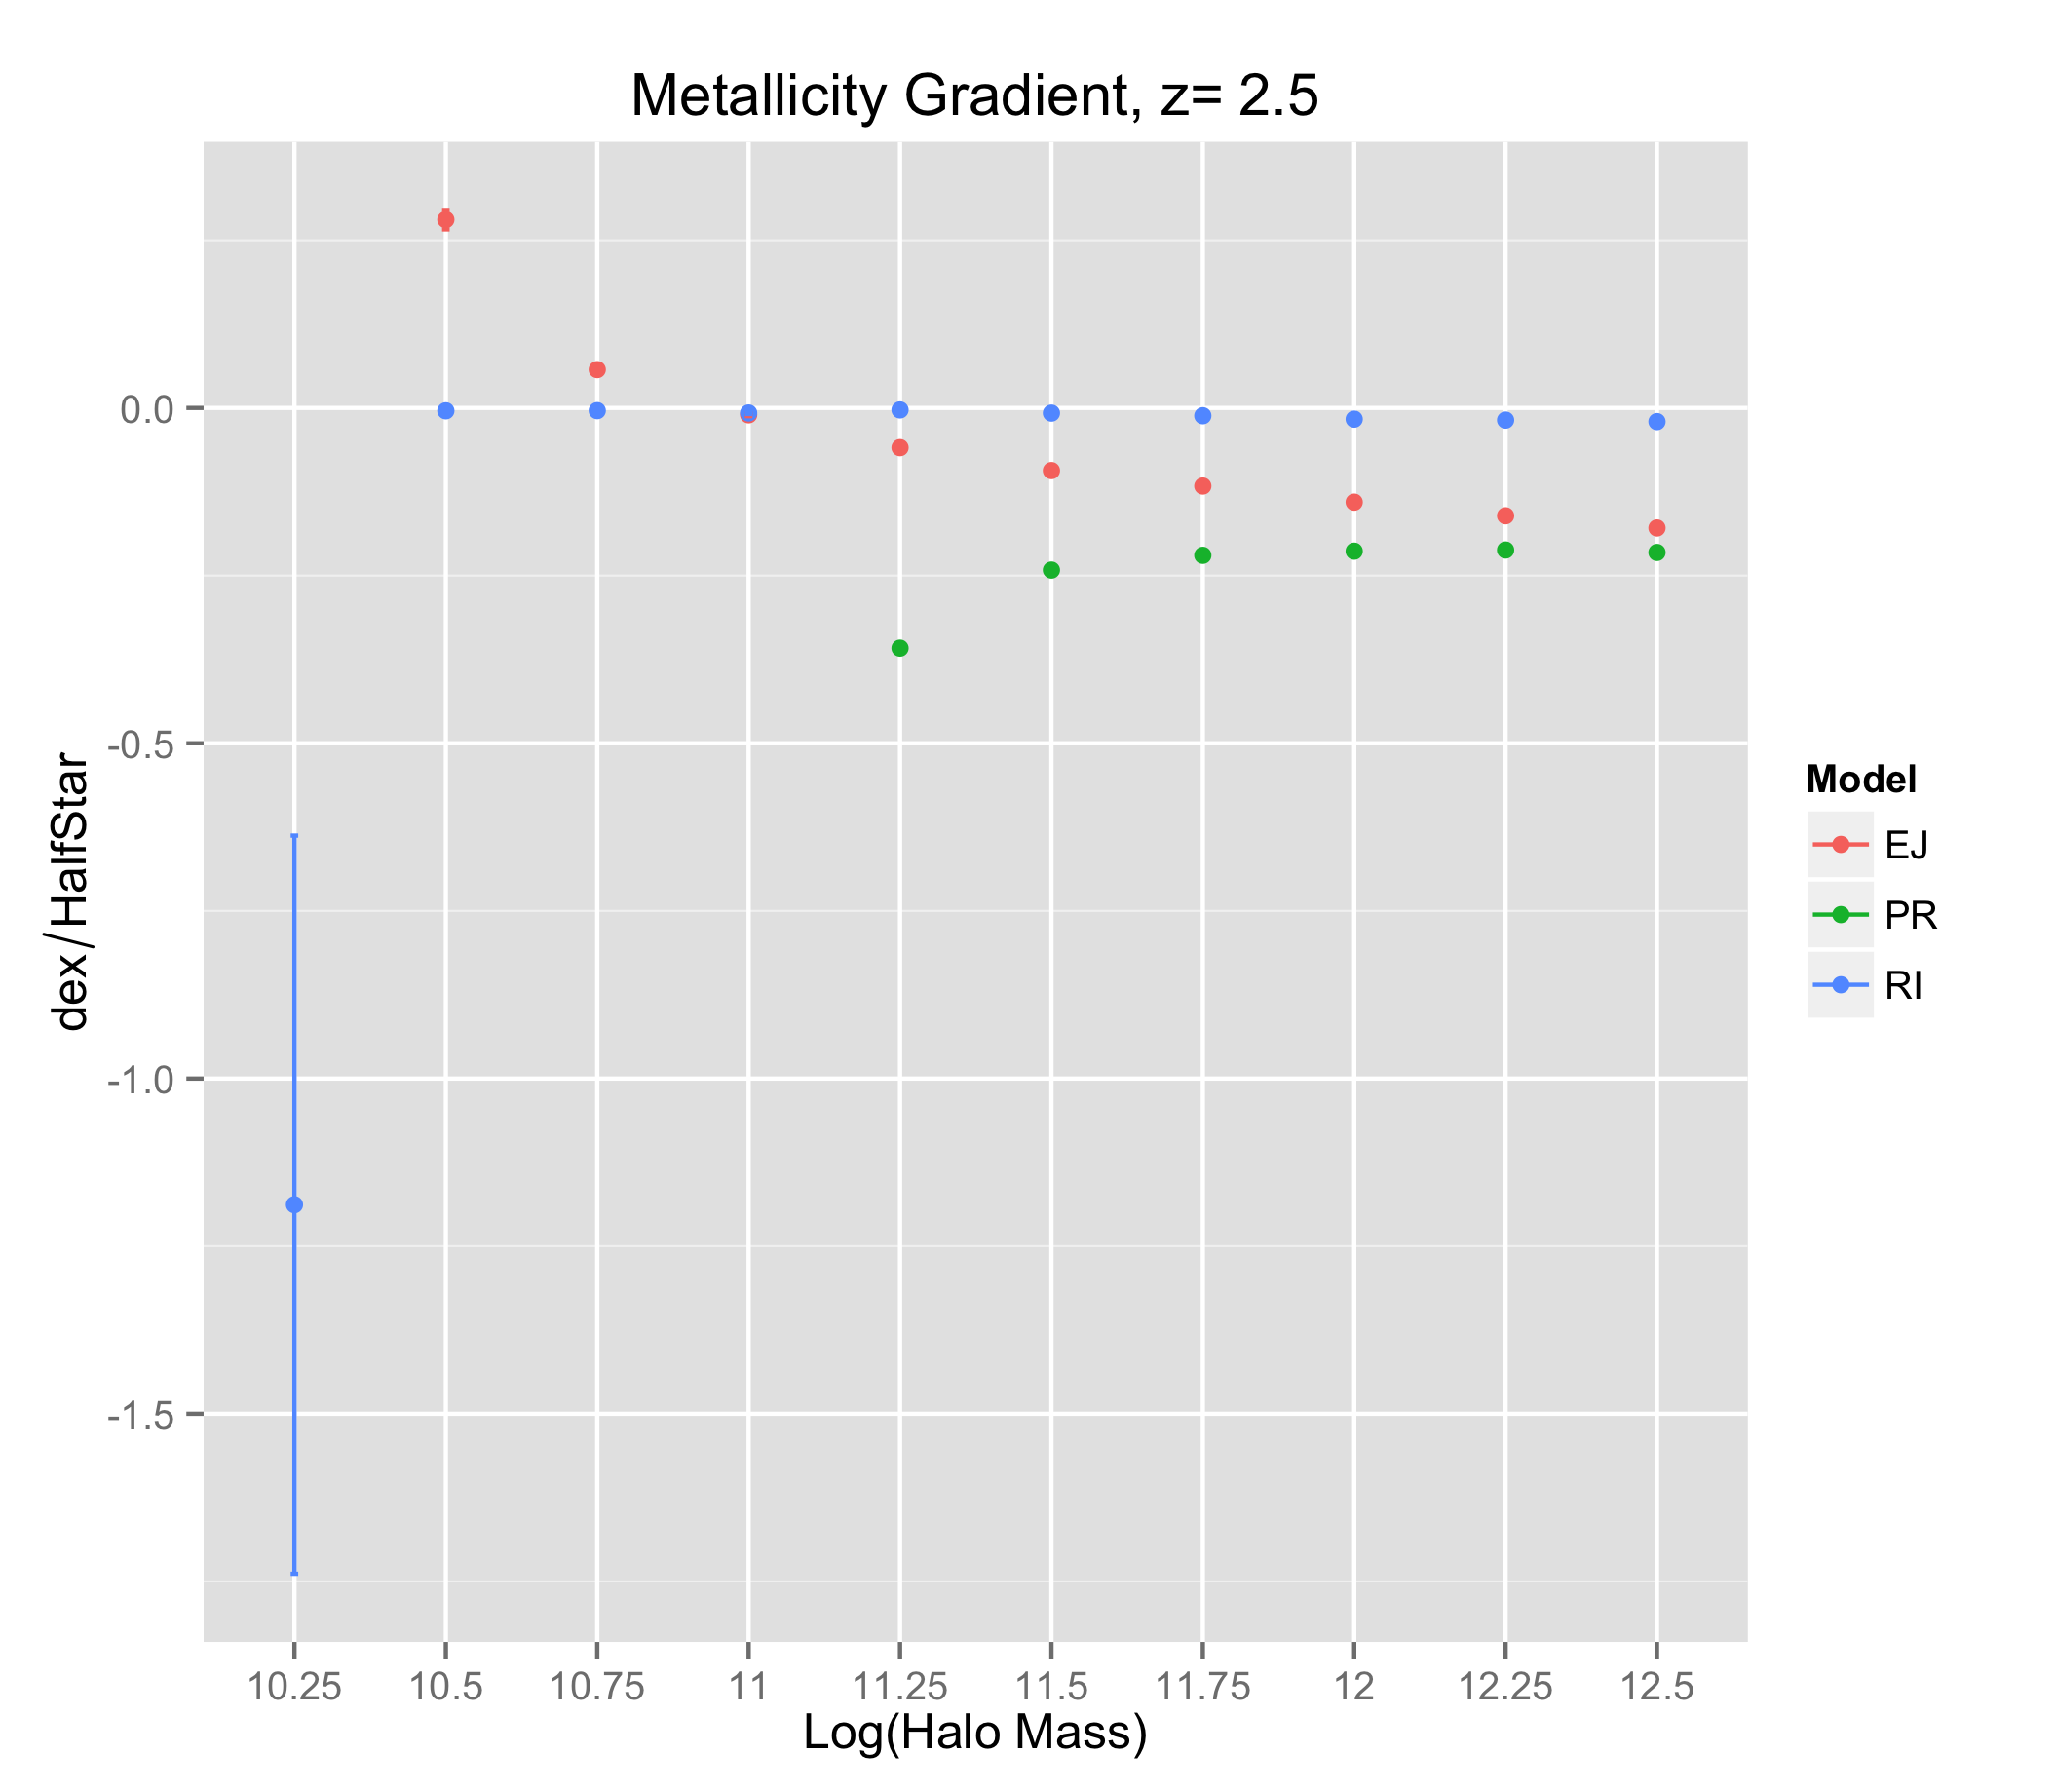 Metallicity Gradient, z= 2.5
dex/HalfStar
0.0
-0.5
-1.0
-1.5
10.25 10.5 10.75 11 11.25 11.5 11.75 12 12.25 12.5
Log(Halo Mass)
Model
EJ
PR
RI